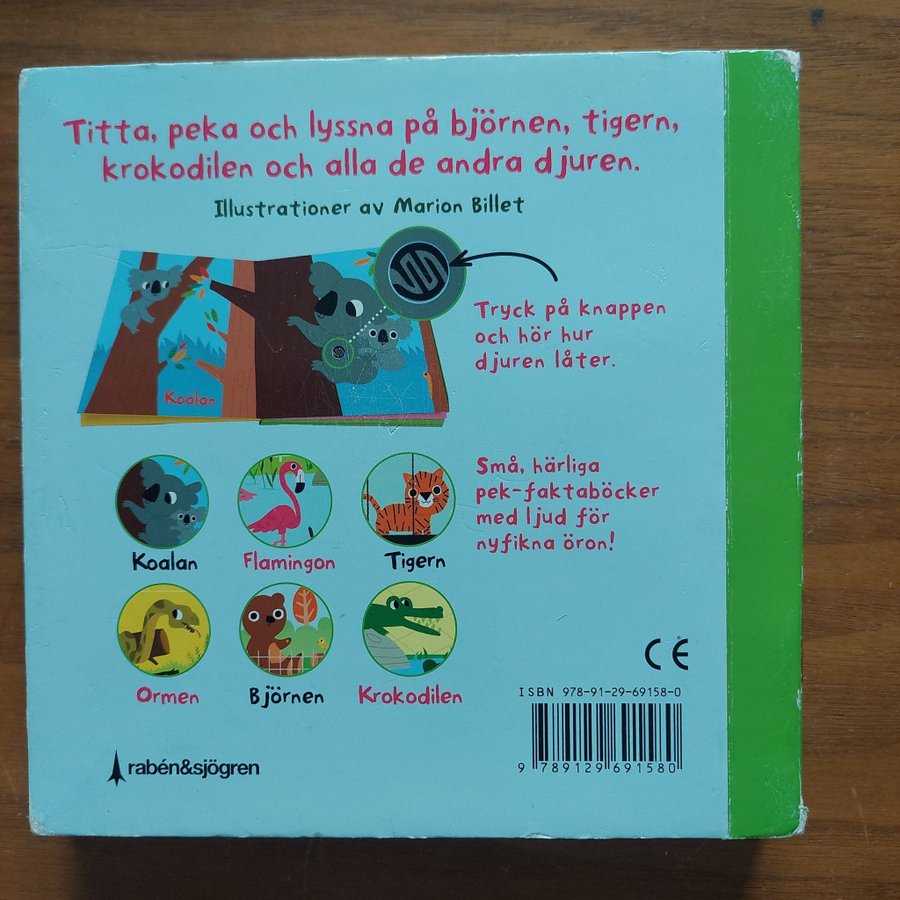 Titta, peka och lyssna på björnen, tigern,
krokodilen och alla de andra djuren.
Illustrationer av Marion Billet
Tryck på knappen
och hör hur
djuren låter.
Koalan
Små, härliga
pek-faktaböcker
med ljud för
nyfikna öron!
Koalan
Flamingon
Tigern
Ormen
Björnen
Krokodilen
CE
ISBN 978-91-29-69158-0
9 789129 691580
rabén&sjögren